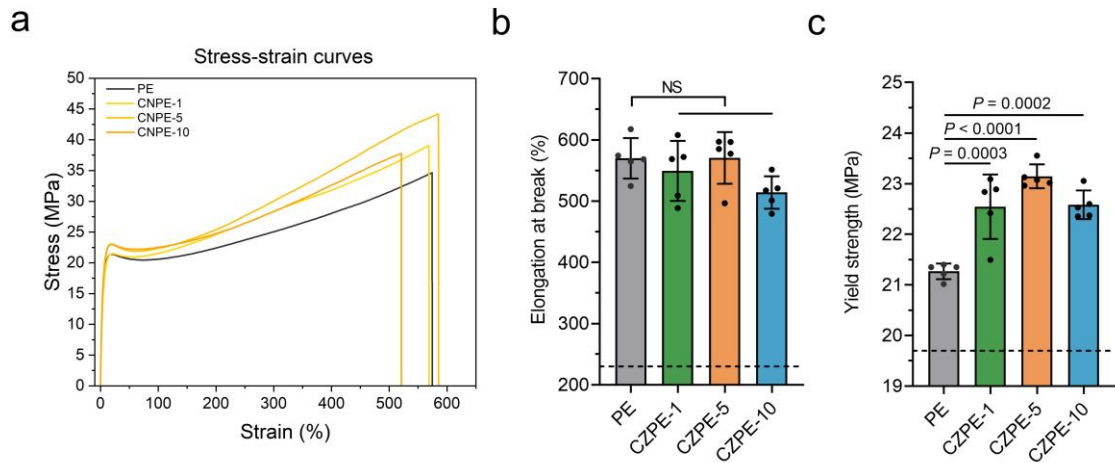 a
Stress-strain curves
Stress (MPa)
50
45
40
35
30
25
20
15
10
5
0
PE
CNPE-1
CNPE-5
CNPE-10
0 100 200 300 400 500 600
Strain (%)
b
Elongation at break (%)
700
600
500
400
300
200
NS
PE
CZPE-1
CZPE-5
CZPE-10
c
Yield strength (MPa)
25
24
23
22
21
20
19
P = 0.0002
P < 0.0001
P = 0.0003
PE
CZPE-1
CZPE-5
CZPE-10